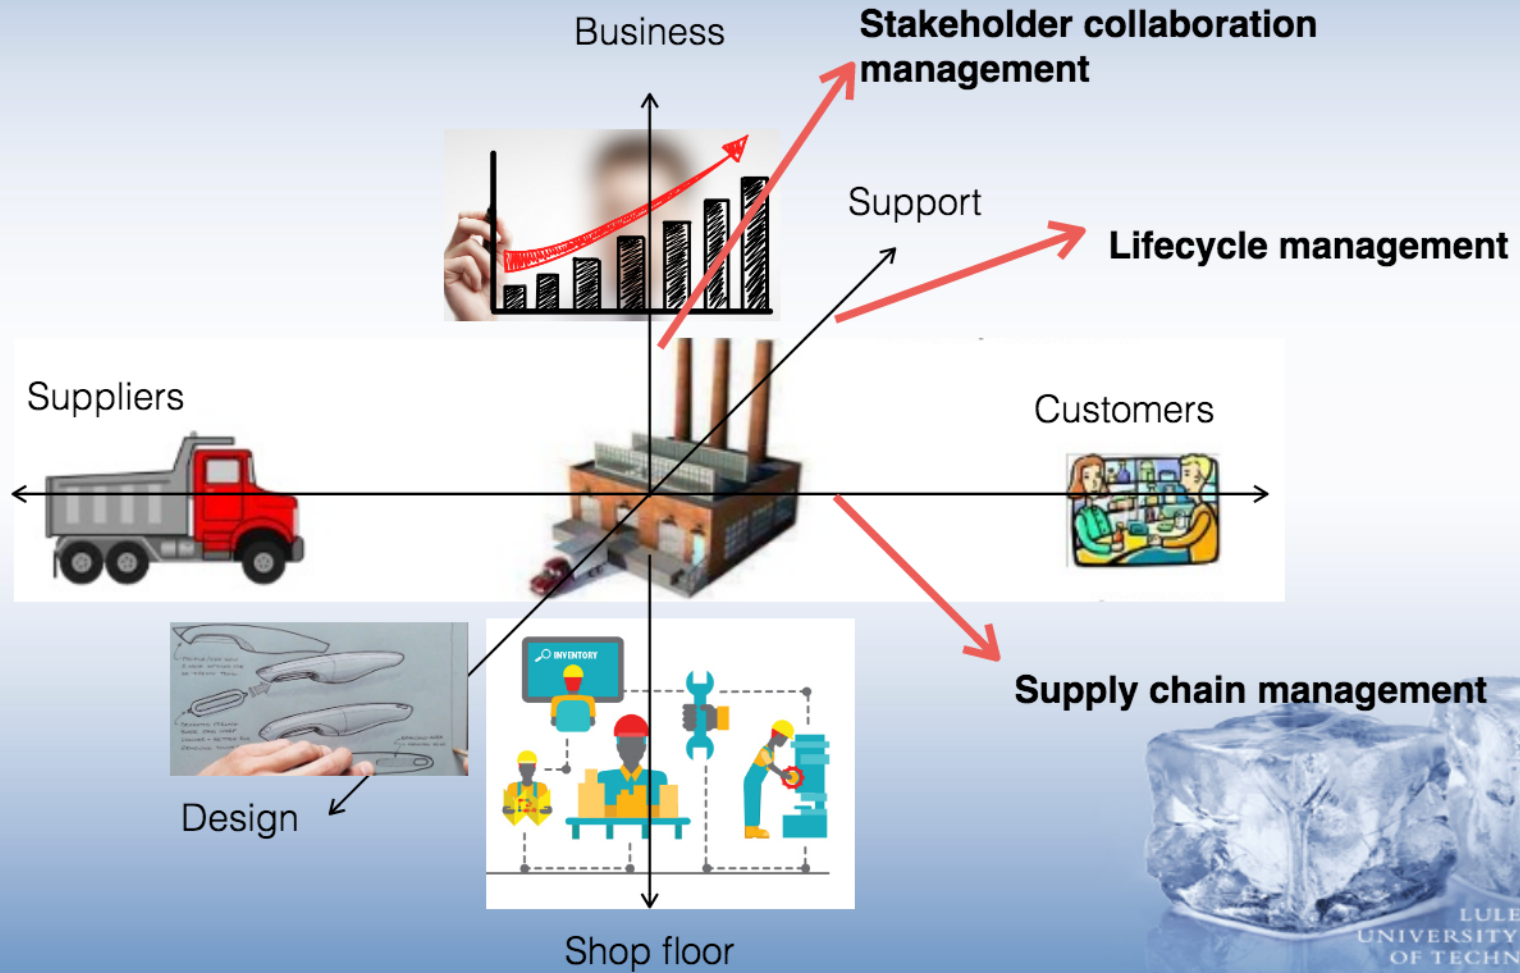 Business
Stakeholder collaboration
management
Support
Lifecycle management
Suppliers
Customers
INVENTORY
Supply chain management
Design
Shop floor
LULE
UNIVERSITY
OF TECHN